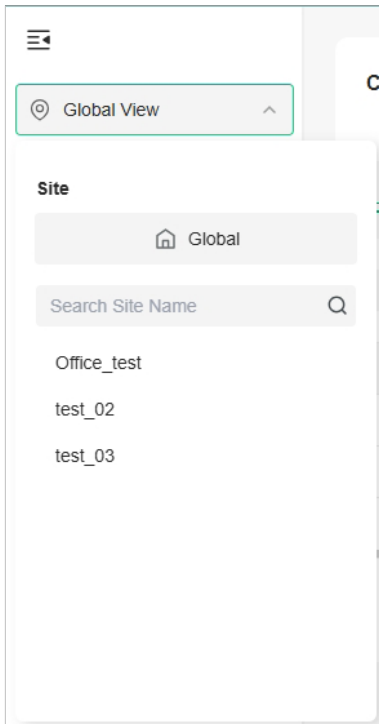 Global View
C
Site
Global
Search Site Name
Office_test
test_02
test_03